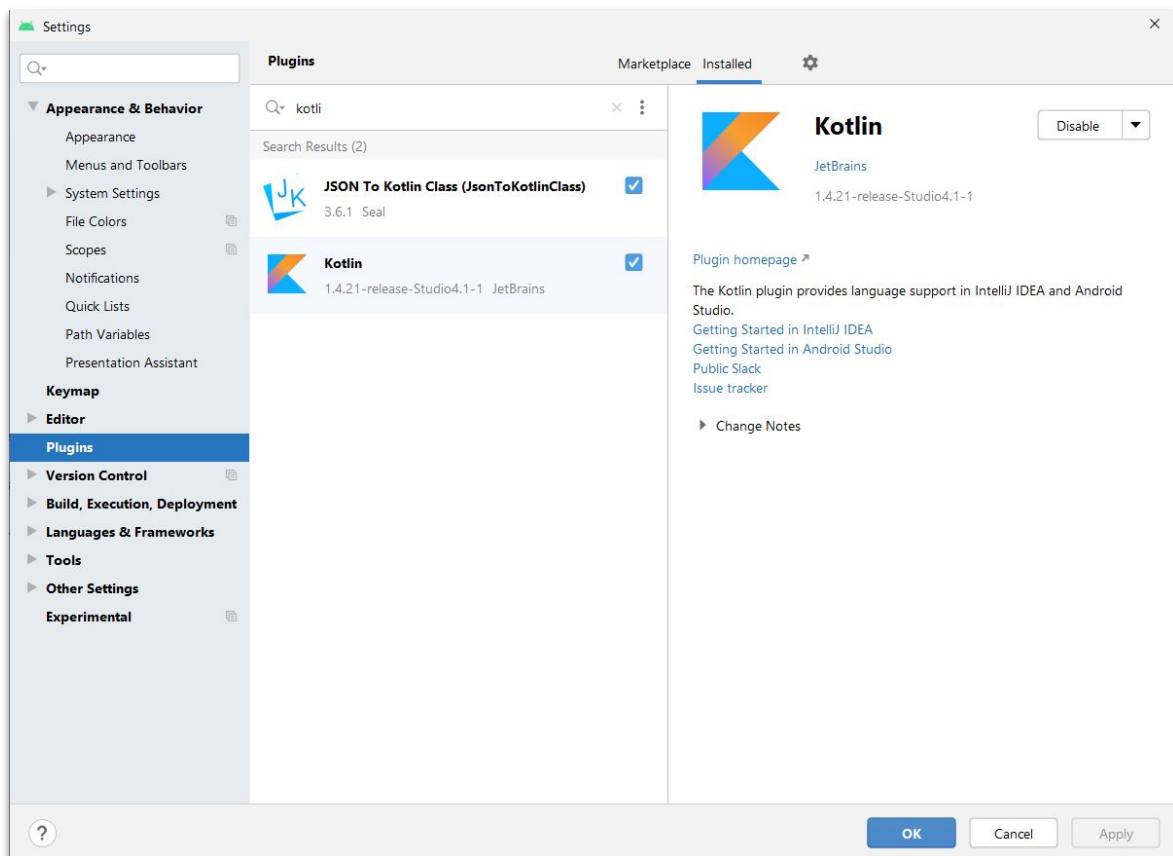 Settings
Plugins
Marketplace Installed
Appearance & Behavior
Appearance
Menus and Toolbars
System Settings
File Colors
Scopes
Notifications
Quick Lists
Path Variables
Presentation Assistant
Keymap
Editor
Plugins
Version Control
Build, Execution, Deployment
Languages & Frameworks
Tools
Other Settings
Experimental
kotli
Search Results (2)
JK
JSON To Kotlin Class (JsonToKotlinClass)
3.6.1 Seal
Kotlin
1.4.21-release-Studio4.1-1 JetBrains
Kotlin
Disable
JetBrains
1.4.21-release-Studio4.1-1
Plugin homepage
The Kotlin plugin provides language support in IntelliJ IDEA and Android
Studio.
Getting Started in IntelliJ IDEA
Getting Started in Android Studio
Public Slack
Issue tracker
Change Notes
?
OK
Cancel
Apply